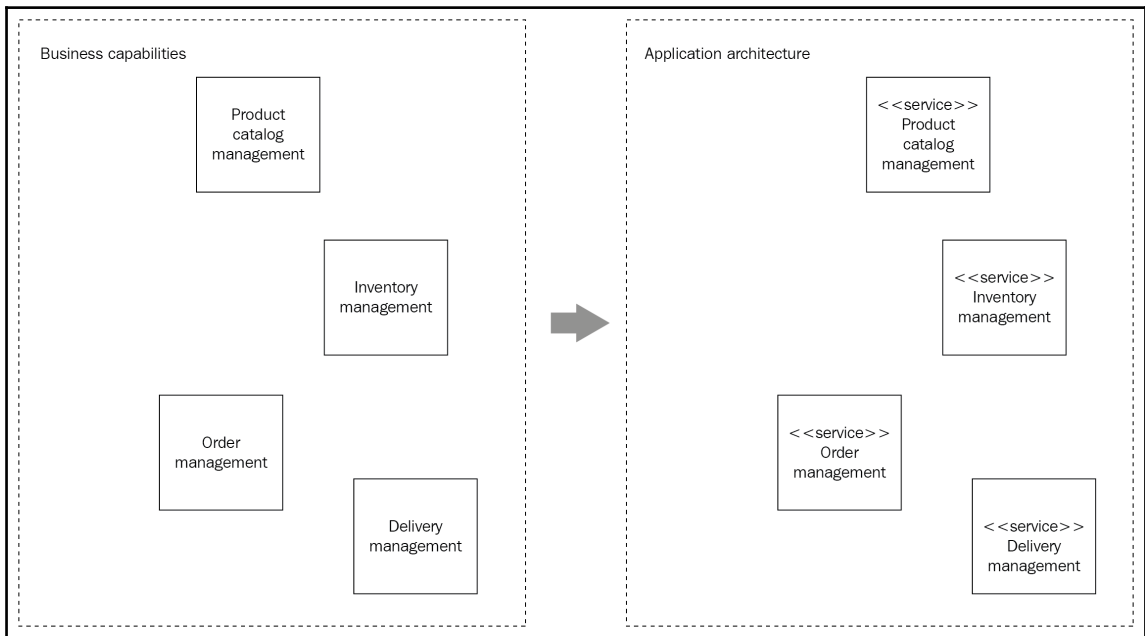 Business capabilities
Product
catalog
management
Inventory
management
Order
management
Delivery
management
Application architecture
<<service>>
Product
catalog
management
<<service>>
Inventory
management
<<service>>
Order
management
<<service>>
Delivery
management